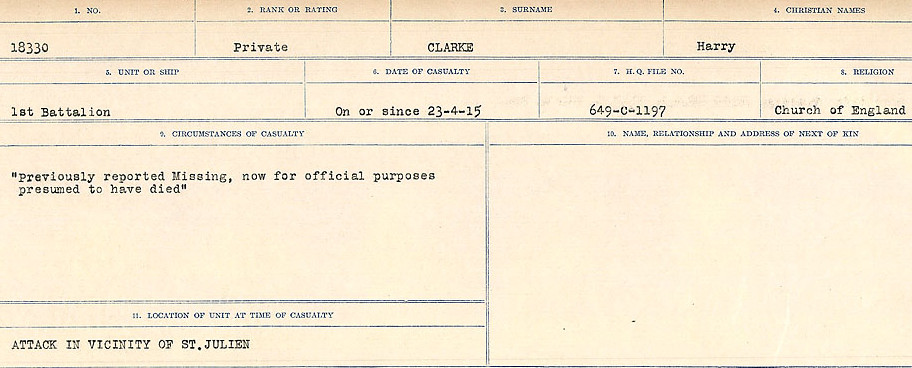 1. NO.
2. RANK OR RATING
3. SURNAME
4. CHRISTIAN NAMES
18330
Private
CLARKE
Harry
5. UNIT OR SHIP
6. DATE OF CASUALTY
7. H. Q. FILE NO.
8. RELIGION
1st Battalion
On or since 23-4-15
649-C-1197
Church of England
9. CIRCUMSTANCES OF CASUALTY
10. NAME, RELATIONSHIP AND ADDRESS OF NEXT OF KIN
"Previously reported Missing, now for official purposes
presumed to have died"
11. LOCATION OF UNIT AT TIME OF CASUALTY
ATTACK IN VICINITY OF ST.JULIEN